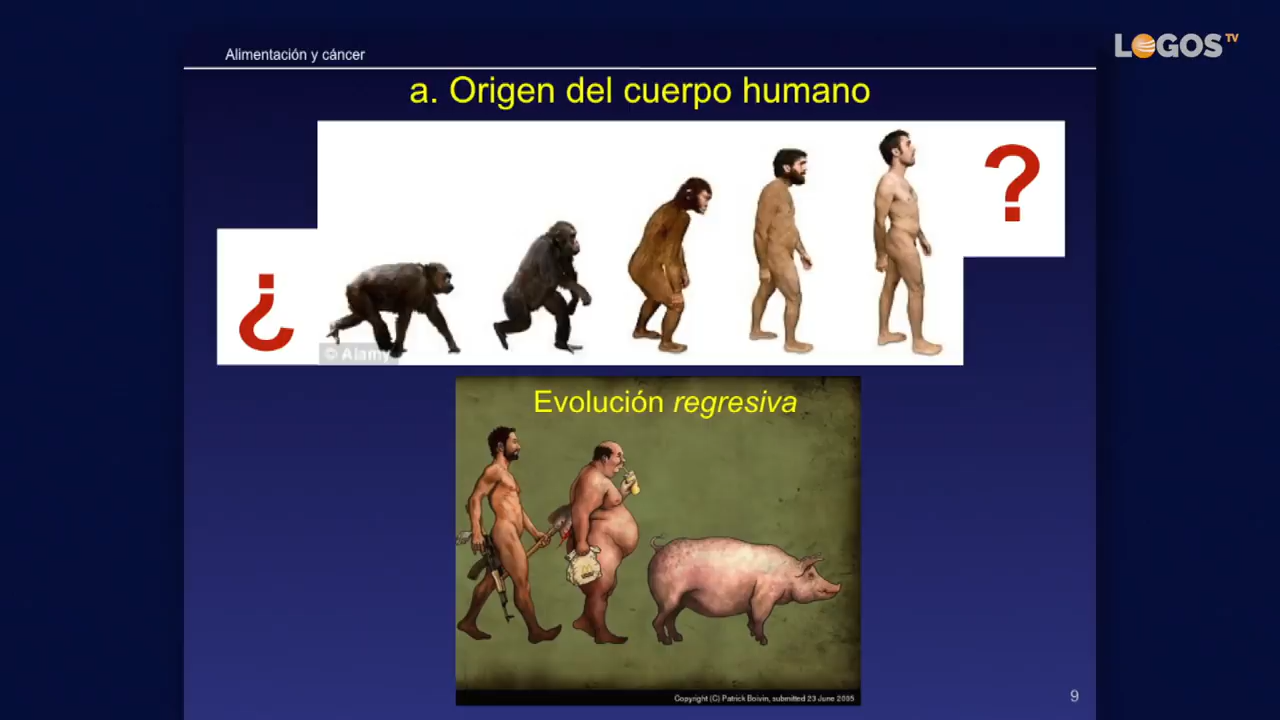 Alimentación y cáncer
LOGOS TV
a. Origen del cuerpo humano
¿
?
© Alamy
Evolución regresiva
Copyright (C) Patrick Boivin, submitted 23 June 2005
9